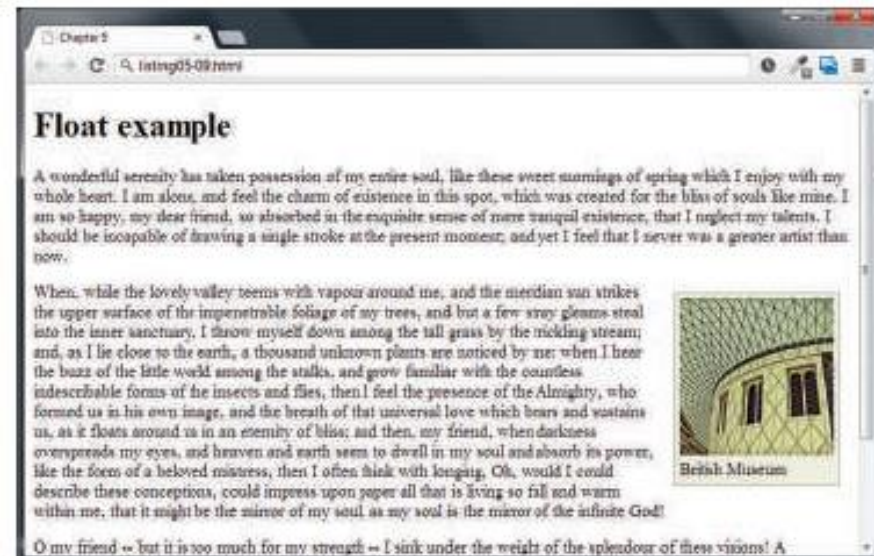 Chapter 5
listing05-09.html
Float example
A wonderful serenity has taken possession of my entire soul, like these sweet mornings of spring which I enjoy with my
whole heart. I am alone, and feel the charm of existence in this spot, which was created for the bliss of souls like mine. I
am so happy, my dear friend, so absorbed in the exquisite sense of mere tranquil existence, that I neglect my talents. I
should be incapable of drawing a single stroke at the present moment; and yet I feel that I never was a greater artist than
now.
When, while the lovely valley teems with vapour around me, and the meridian sun strikes
the upper surface of the impenetrable foliage of my trees, and but a few stray gleams steal
into the inner sanctuary, I throw myself down among the tall grass by the trickling stream;
and, as I lie close to the earth, a thousand unknown plants are noticed by me: when I hear
the buzz of the little world among the stalks, and grow familiar with the countless
indescribable forms of the insects and flies, then I feel the presence of the Almighty, who
formed us in his own image, and the breath of that universal love which bears and sustains
us, as it floats around us in an eternity of bliss; and then, my friend, when darkness
overspreads my eyes, and heaven and earth seem to dwell in my soul and absorb its power,
like the form of a beloved mistress, then I often think with longing, Oh, would I could
describe these conceptions, could impress upon paper all that is living so full and warm
within me, that it might be the mirror of my soul, as my soul is the mirror of the infinite God!
British Museum
O my friend -- but it is too much for my strength -- I sink under the weight of the splendour of these visions! A